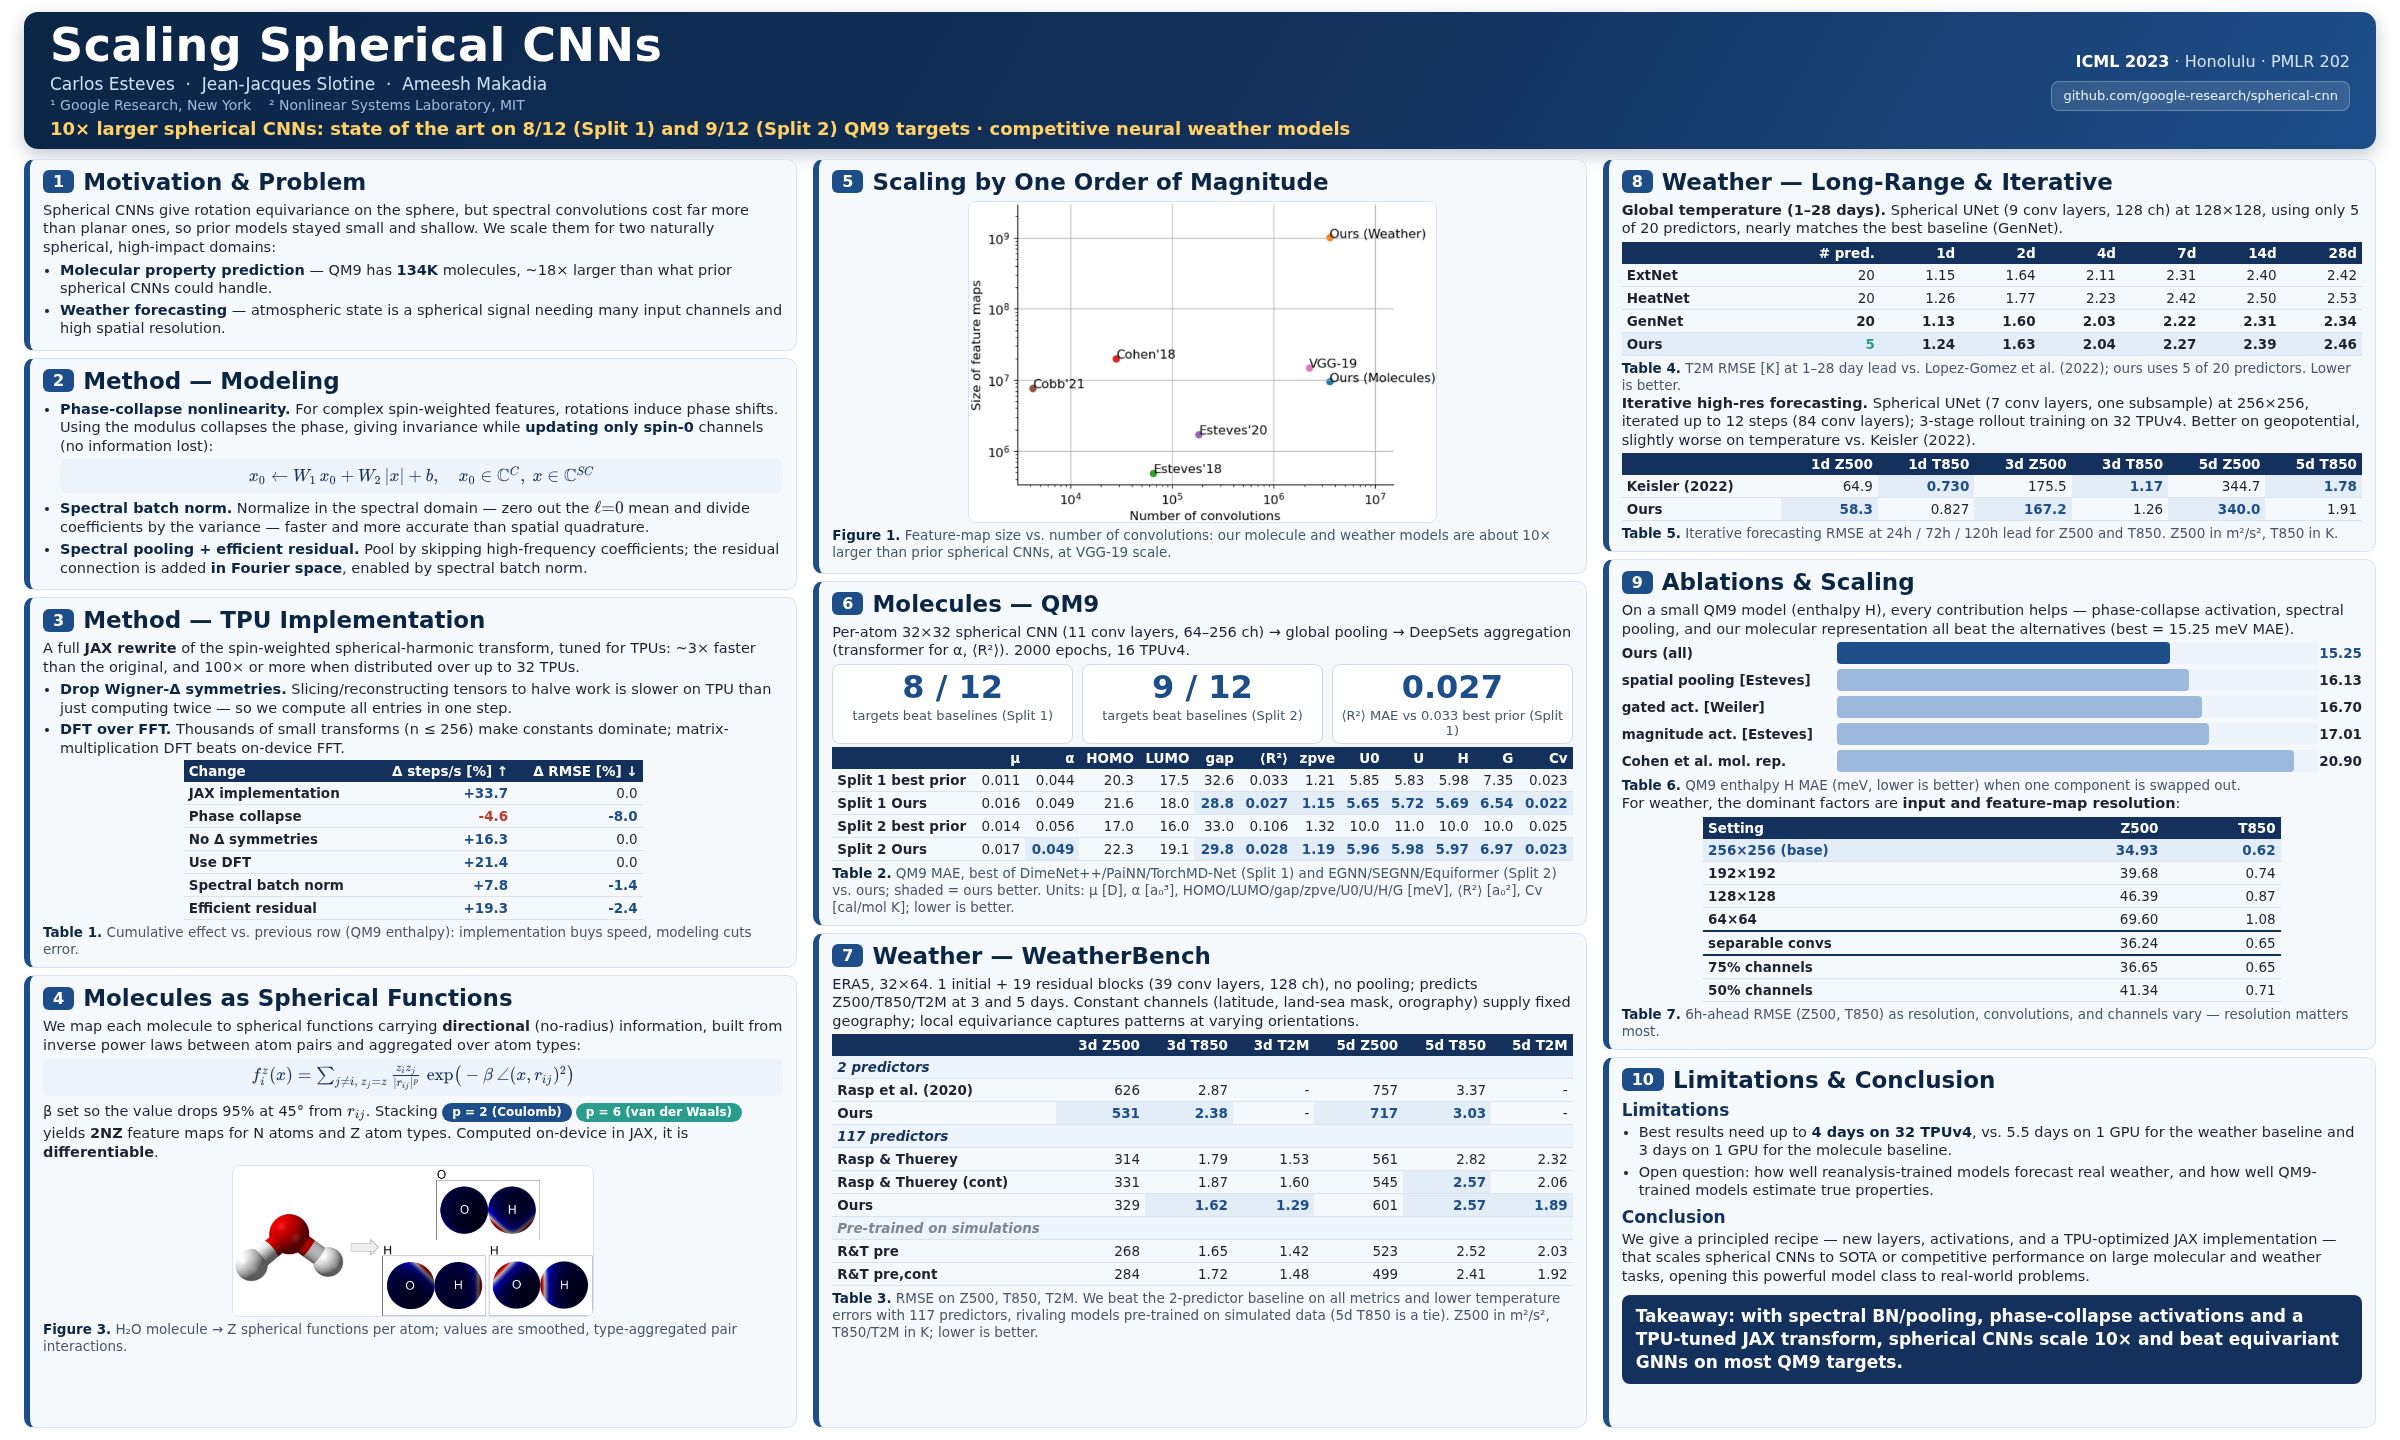 Scaling Spherical CNNs
Carlos Esteves · Jean-Jacques Slotine · Ameesh Makadia
¹ Google Research, New York ² Nonlinear Systems Laboratory, MIT
10× larger spherical CNNs: state of the art on 8/12 (Split 1) and 9/12 (Split 2) QM9 targets · competitive neural weather models
ICML 2023 · Honolulu · PMLR 202
github.com/google-research/spherical-cnn
1 Motivation & Problem
Spherical CNNs give rotation equivariance on the sphere, but spectral convolutions cost far more
than planar ones, so prior models stayed small and shallow. We scale them for two naturally
spherical, high-impact domains:
• Molecular property prediction — QM9 has 134K molecules, ~18× larger than what prior
spherical CNNs could handle.
• Weather forecasting — atmospheric state is a spherical signal needing many input channels and
high spatial resolution.
2 Method — Modeling
• Phase-collapse nonlinearity. For complex spin-weighted features, rotations induce phase shifts.
Using the modulus collapses the phase, giving invariance while updating only spin-0 channels
(no information lost):
x₀ ← W₁ x₀ + W₂ |x| + b, x₀ ∈ ℂ^C, x ∈ ℂ^{SC}
• Spectral batch norm. Normalize in the spectral domain — zero out the ℓ=0 mean and divide
coefficients by the variance — faster and more accurate than spatial quadrature.
• Spectral pooling + efficient residual. Pool by skipping high-frequency coefficients; the residual
connection is added in Fourier space, enabled by spectral batch norm.
3 Method — TPU Implementation
A full JAX rewrite of the spin-weighted spherical-harmonic transform, tuned for TPUs: ~3× faster
than the original, and 100× or more when distributed over up to 32 TPUs.
• Drop Wigner-Δ symmetries. Slicing/reconstructing tensors to halve work is slower on TPU than
just computing twice — so we compute all entries in one step.
• DFT over FFT. Thousands of small transforms (n ≤ 256) make constants dominate; matrix-
multiplication DFT beats on-device FFT.
Change Δ steps/s [%] ↑ Δ RMSE [%] ↓
JAX implementation +33.7 0.0
Phase collapse -4.6 -8.0
No Δ symmetries +16.3 0.0
Use DFT +21.4 0.0
Spectral batch norm +7.8 -1.4
Efficient residual +19.3 -2.4
Table 1. Cumulative effect vs. previous row (QM9 enthalpy): implementation buys speed, modeling cuts
error.
4 Molecules as Spherical Functions
We map each molecule to spherical functions carrying directional (no-radius) information, built from
inverse power laws between atom pairs and aggregated over atom types:
f_i^z(x) = ∑_{j≠i, z_j=z} z_i z_j / |r_{ij}|^p exp(− β ∠(x, r_{ij})²)
β set so the value drops 95% at 45° from r_{ij}. Stacking p = 2 (Coulomb) p = 6 (van der Waals)
yields 2NZ feature maps for N atoms and Z atom types. Computed on-device in JAX, it is
differentiable.
O
O H
H H
O H O H
Figure 3. H₂O molecule → Z spherical functions per atom; values are smoothed, type-aggregated pair
interactions.
5 Scaling by One Order of Magnitude
Size of feature maps
10⁹
10⁸
10⁷
10⁶
Ours (Weather)
Cohen'18
VGG-19
Ours (Molecules)
Cobb'21
Esteves'20
Esteves'18
10⁴ 10⁵ 10⁶ 10⁷
Number of convolutions
Figure 1. Feature-map size vs. number of convolutions: our molecule and weather models are about 10×
larger than prior spherical CNNs, at VGG-19 scale.
6 Molecules — QM9
Per-atom 32×32 spherical CNN (11 conv layers, 64–256 ch) → global pooling → DeepSets aggregation
(transformer for α, ⟨R²⟩). 2000 epochs, 16 TPUv4.
8 / 12
targets beat baselines (Split 1)
9 / 12
targets beat baselines (Split 2)
0.027
⟨R²⟩ MAE vs 0.033 best prior (Split
1)
μ α HOMO LUMO gap ⟨R²⟩ zpve U0 U H G Cv
Split 1 best prior 0.011 0.044 20.3 17.5 32.6 0.033 1.21 5.85 5.83 5.98 7.35 0.023
Split 1 Ours 0.016 0.049 21.6 18.0 28.8 0.027 1.15 5.65 5.72 5.69 6.54 0.022
Split 2 best prior 0.014 0.056 17.0 16.0 33.0 0.106 1.32 10.0 11.0 10.0 10.0 0.025
Split 2 Ours 0.017 0.049 22.3 19.1 29.8 0.028 1.19 5.96 5.98 5.97 6.97 0.023
Table 2. QM9 MAE, best of DimeNet++/PaiNN/TorchMD-Net (Split 1) and EGNN/SEGNN/Equiformer (Split 2)
vs. ours; shaded = ours better. Units: μ [D], α [a₀³], HOMO/LUMO/gap/zpve/U0/U/H/G [meV], ⟨R²⟩ [a₀²], Cv
[cal/mol K]; lower is better.
7 Weather — WeatherBench
ERA5, 32×64. 1 initial + 19 residual blocks (39 conv layers, 128 ch), no pooling; predicts
Z500/T850/T2M at 3 and 5 days. Constant channels (latitude, land-sea mask, orography) supply fixed
geography; local equivariance captures patterns at varying orientations.
3d Z500 3d T850 3d T2M 5d Z500 5d T850 5d T2M
2 predictors
Rasp et al. (2020) 626 2.87 - 757 3.37 -
Ours 531 2.38 - 717 3.03 -
117 predictors
Rasp & Thuerey 314 1.79 1.53 561 2.82 2.32
Rasp & Thuerey (cont) 331 1.87 1.60 545 2.57 2.06
Ours 329 1.62 1.29 601 2.57 1.89
Pre-trained on simulations
R&T pre 268 1.65 1.42 523 2.52 2.03
R&T pre,cont 284 1.72 1.48 499 2.41 1.92
Table 3. RMSE on Z500, T850, T2M. We beat the 2-predictor baseline on all metrics and lower temperature
errors with 117 predictors, rivaling models pre-trained on simulated data (5d T850 is a tie). Z500 in m²/s²,
T850/T2M in K; lower is better.
8 Weather — Long-Range & Iterative
Global temperature (1–28 days). Spherical UNet (9 conv layers, 128 ch) at 128×128, using only 5
of 20 predictors, nearly matches the best baseline (GenNet).
# pred. 1d 2d 4d 7d 14d 28d
ExtNet 20 1.15 1.64 2.11 2.31 2.40 2.42
HeatNet 20 1.26 1.77 2.23 2.42 2.50 2.53
GenNet 20 1.13 1.60 2.03 2.22 2.31 2.34
Ours 5 1.24 1.63 2.04 2.27 2.39 2.46
Table 4. T2M RMSE [K] at 1–28 day lead vs. Lopez-Gomez et al. (2022); ours uses 5 of 20 predictors. Lower
is better.
Iterative high-res forecasting. Spherical UNet (7 conv layers, one subsample) at 256×256,
iterated up to 12 steps (84 conv layers); 3-stage rollout training on 32 TPUv4. Better on geopotential,
slightly worse on temperature vs. Keisler (2022).
1d Z500 1d T850 3d Z500 3d T850 5d Z500 5d T850
Keisler (2022) 64.9 0.730 175.5 1.17 344.7 1.78
Ours 58.3 0.827 167.2 1.26 340.0 1.91
Table 5. Iterative forecasting RMSE at 24h / 72h / 120h lead for Z500 and T850. Z500 in m²/s², T850 in K.
9 Ablations & Scaling
On a small QM9 model (enthalpy H), every contribution helps — phase-collapse activation, spectral
pooling, and our molecular representation all beat the alternatives (best = 15.25 meV MAE).
Ours (all) 15.25
spatial pooling [Esteves] 16.13
gated act. [Weiler] 16.70
magnitude act. [Esteves] 17.01
Cohen et al. mol. rep. 20.90
Table 6. QM9 enthalpy H MAE (meV, lower is better) when one component is swapped out.
For weather, the dominant factors are input and feature-map resolution:
Setting Z500 T850
256×256 (base) 34.93 0.62
192×192 39.68 0.74
128×128 46.39 0.87
64×64 69.60 1.08
separable convs 36.24 0.65
75% channels 36.65 0.65
50% channels 41.34 0.71
Table 7. 6h-ahead RMSE (Z500, T850) as resolution, convolutions, and channels vary — resolution matters
most.
10 Limitations & Conclusion
Limitations
• Best results need up to 4 days on 32 TPUv4, vs. 5.5 days on 1 GPU for the weather baseline and
3 days on 1 GPU for the molecule baseline.
• Open question: how well reanalysis-trained models forecast real weather, and how well QM9-
trained models estimate true properties.
Conclusion
We give a principled recipe — new layers, activations, and a TPU-optimized JAX implementation —
that scales spherical CNNs to SOTA or competitive performance on large molecular and weather
tasks, opening this powerful model class to real-world problems.
Takeaway: with spectral BN/pooling, phase-collapse activations and a
TPU-tuned JAX transform, spherical CNNs scale 10× and beat equivariant
GNNs on most QM9 targets.